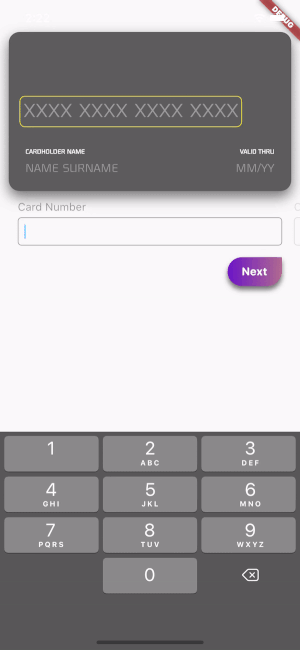 DEBUG
XXXX XXXX XXXX XXXX
CARDHOLDER NAME VALID THRU
NAME SURNAME MM/YY
Card Number
Next
1 2 3
ABC DEF
4 5 6
GHI JKL MNO
7 8 9
PQRS TUV WXYZ
0